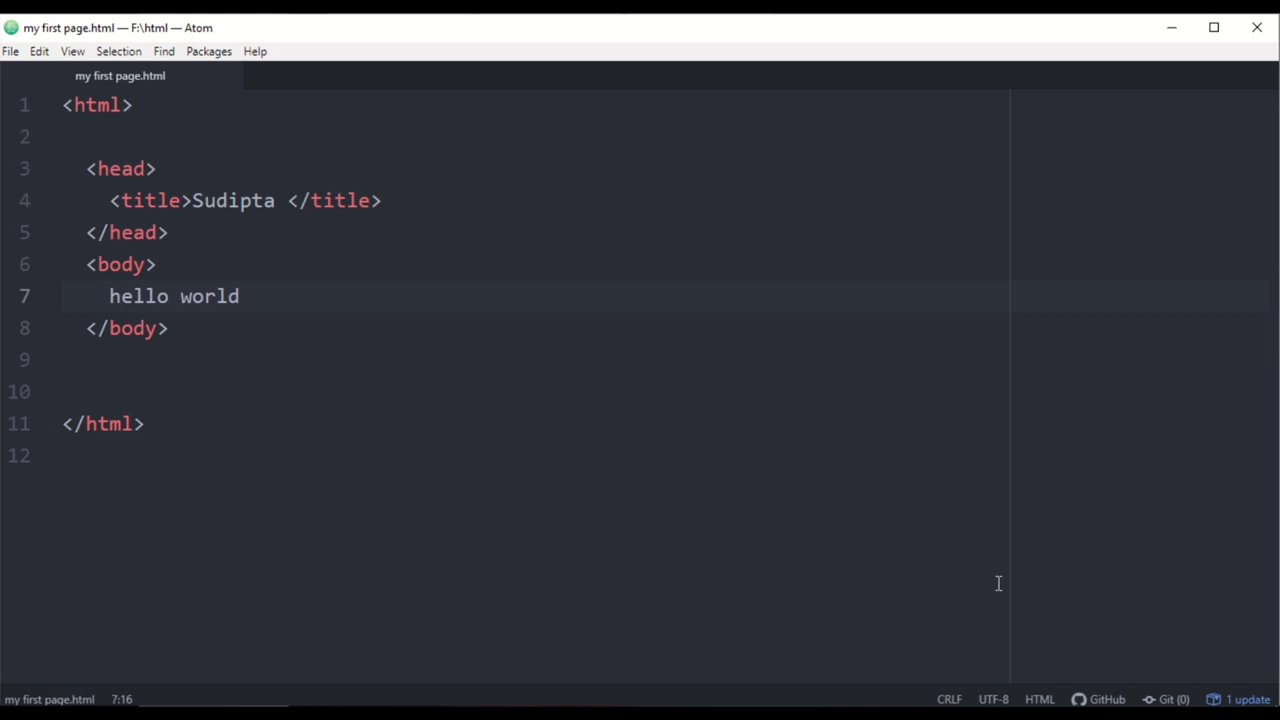 my first page.html — F:\html — Atom
File Edit View Selection Find Packages Help
my first page.html
1 <html>
2
3 <head>
4 <title>Sudipta </title>
5 </head>
6 <body>
7 hello world
8 </body>
9
10
11 </html>
12
my first page.html 7:16 CRLF UTF-8 HTML GitHub Git (0) 1 update